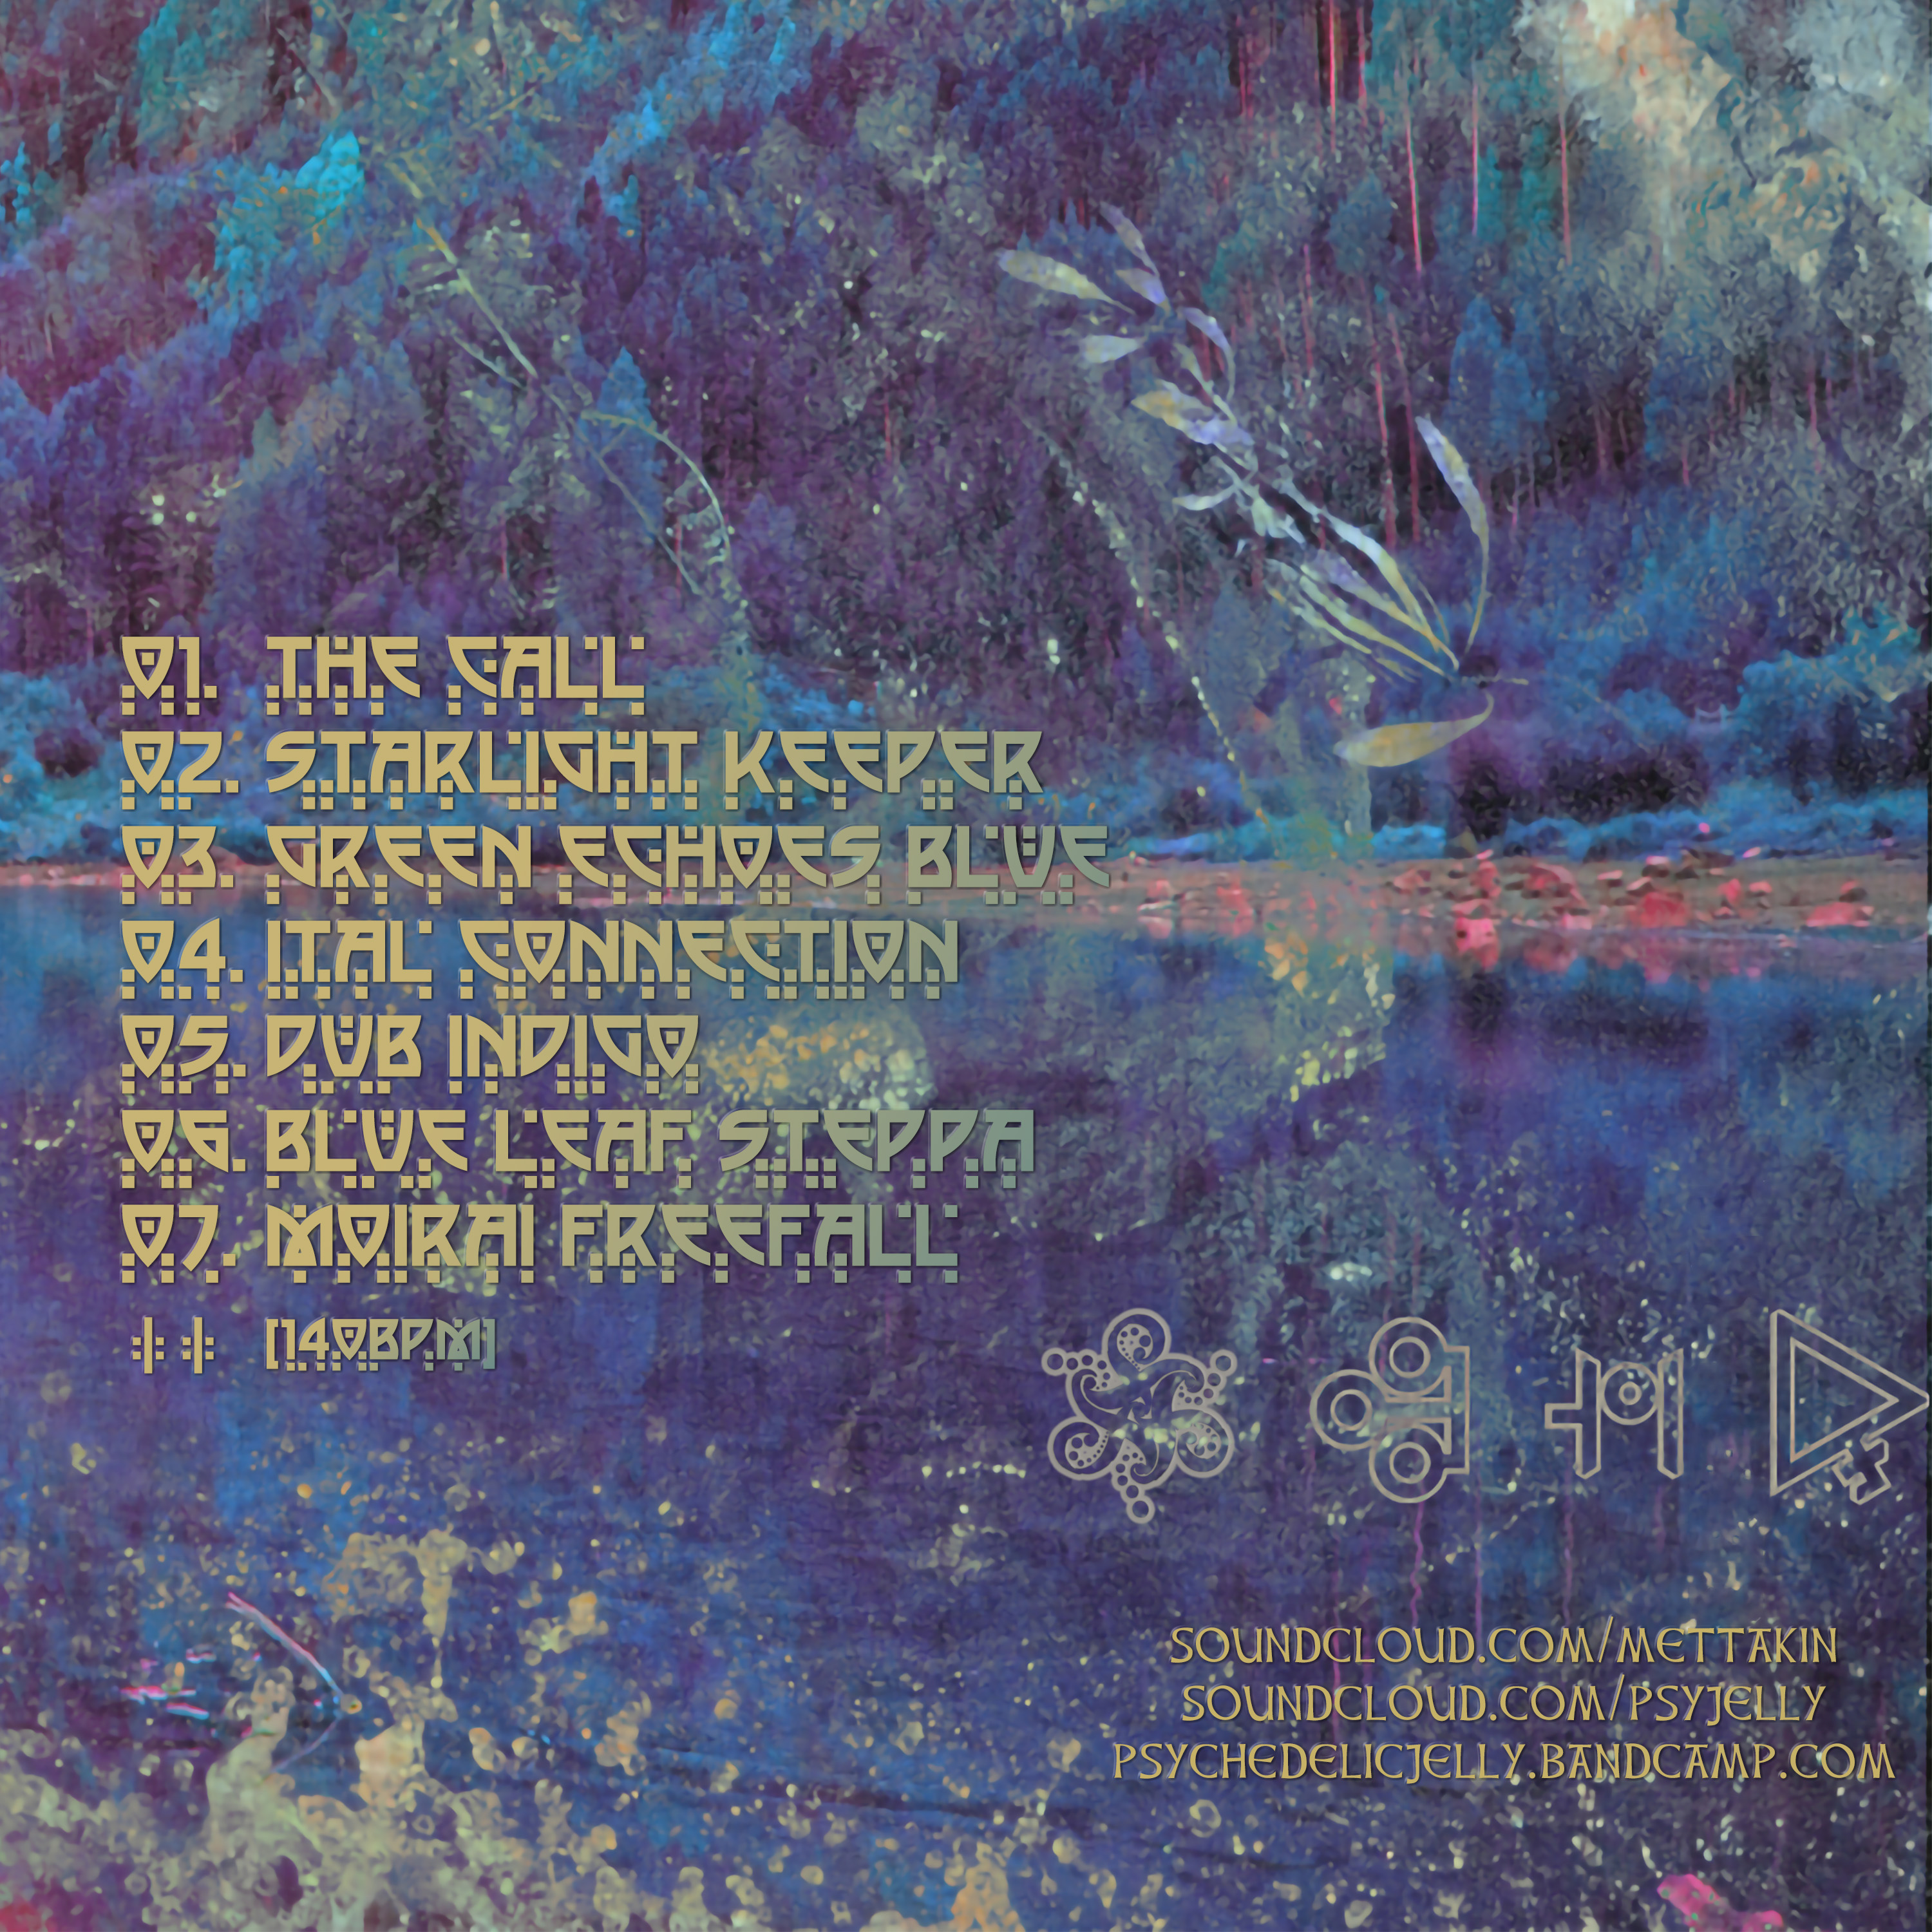 01. THE CALL
02. STARLIGHT KEEPER
03. GREEN ECHOES BLUE
04. ITAL CONNECTION
05. DUB INDIGO
06. BLUE LEAF STEPPA
07. MOIRAI FREEFALL
[140BPM]
SOUNDCLOUD.COM/METTAKIN
SOUNDCLOUD.COM/PSYJELLY
PSYCHEDELICJELLY.BANDCAMP.COM